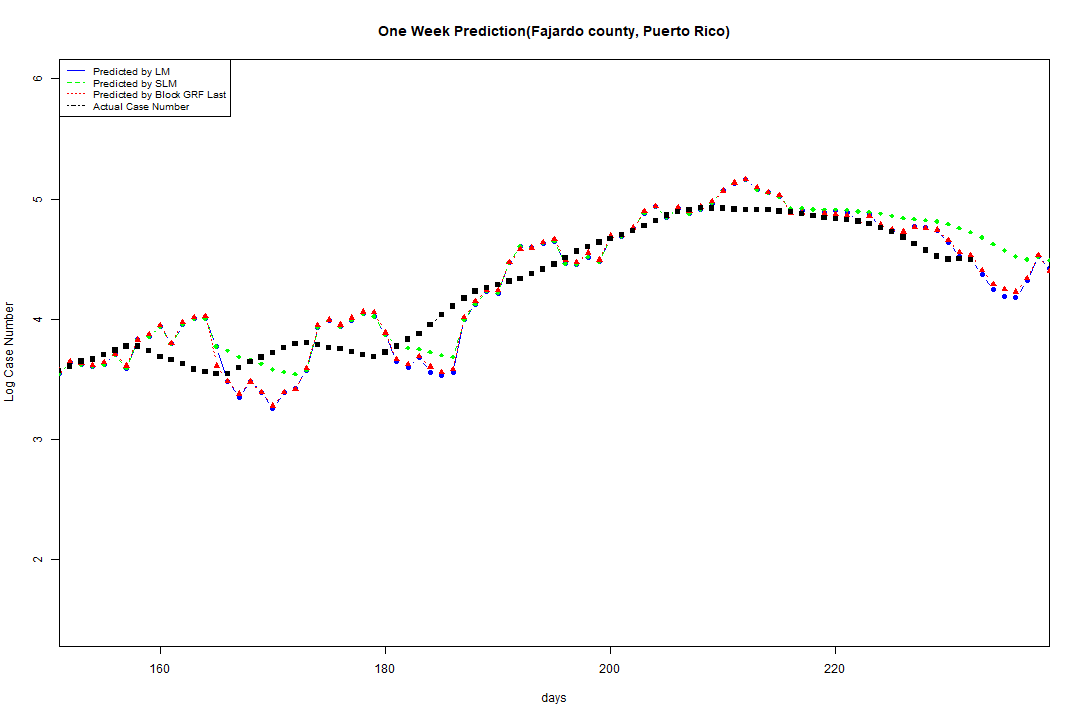 One Week Prediction(Fajardo county, Puerto Rico)
Predicted by LM
Predicted by SLM
Predicted by Block GRF Last
Actual Case Number
6
5
4
3
2
Log Case Number
160
180
200
220
days